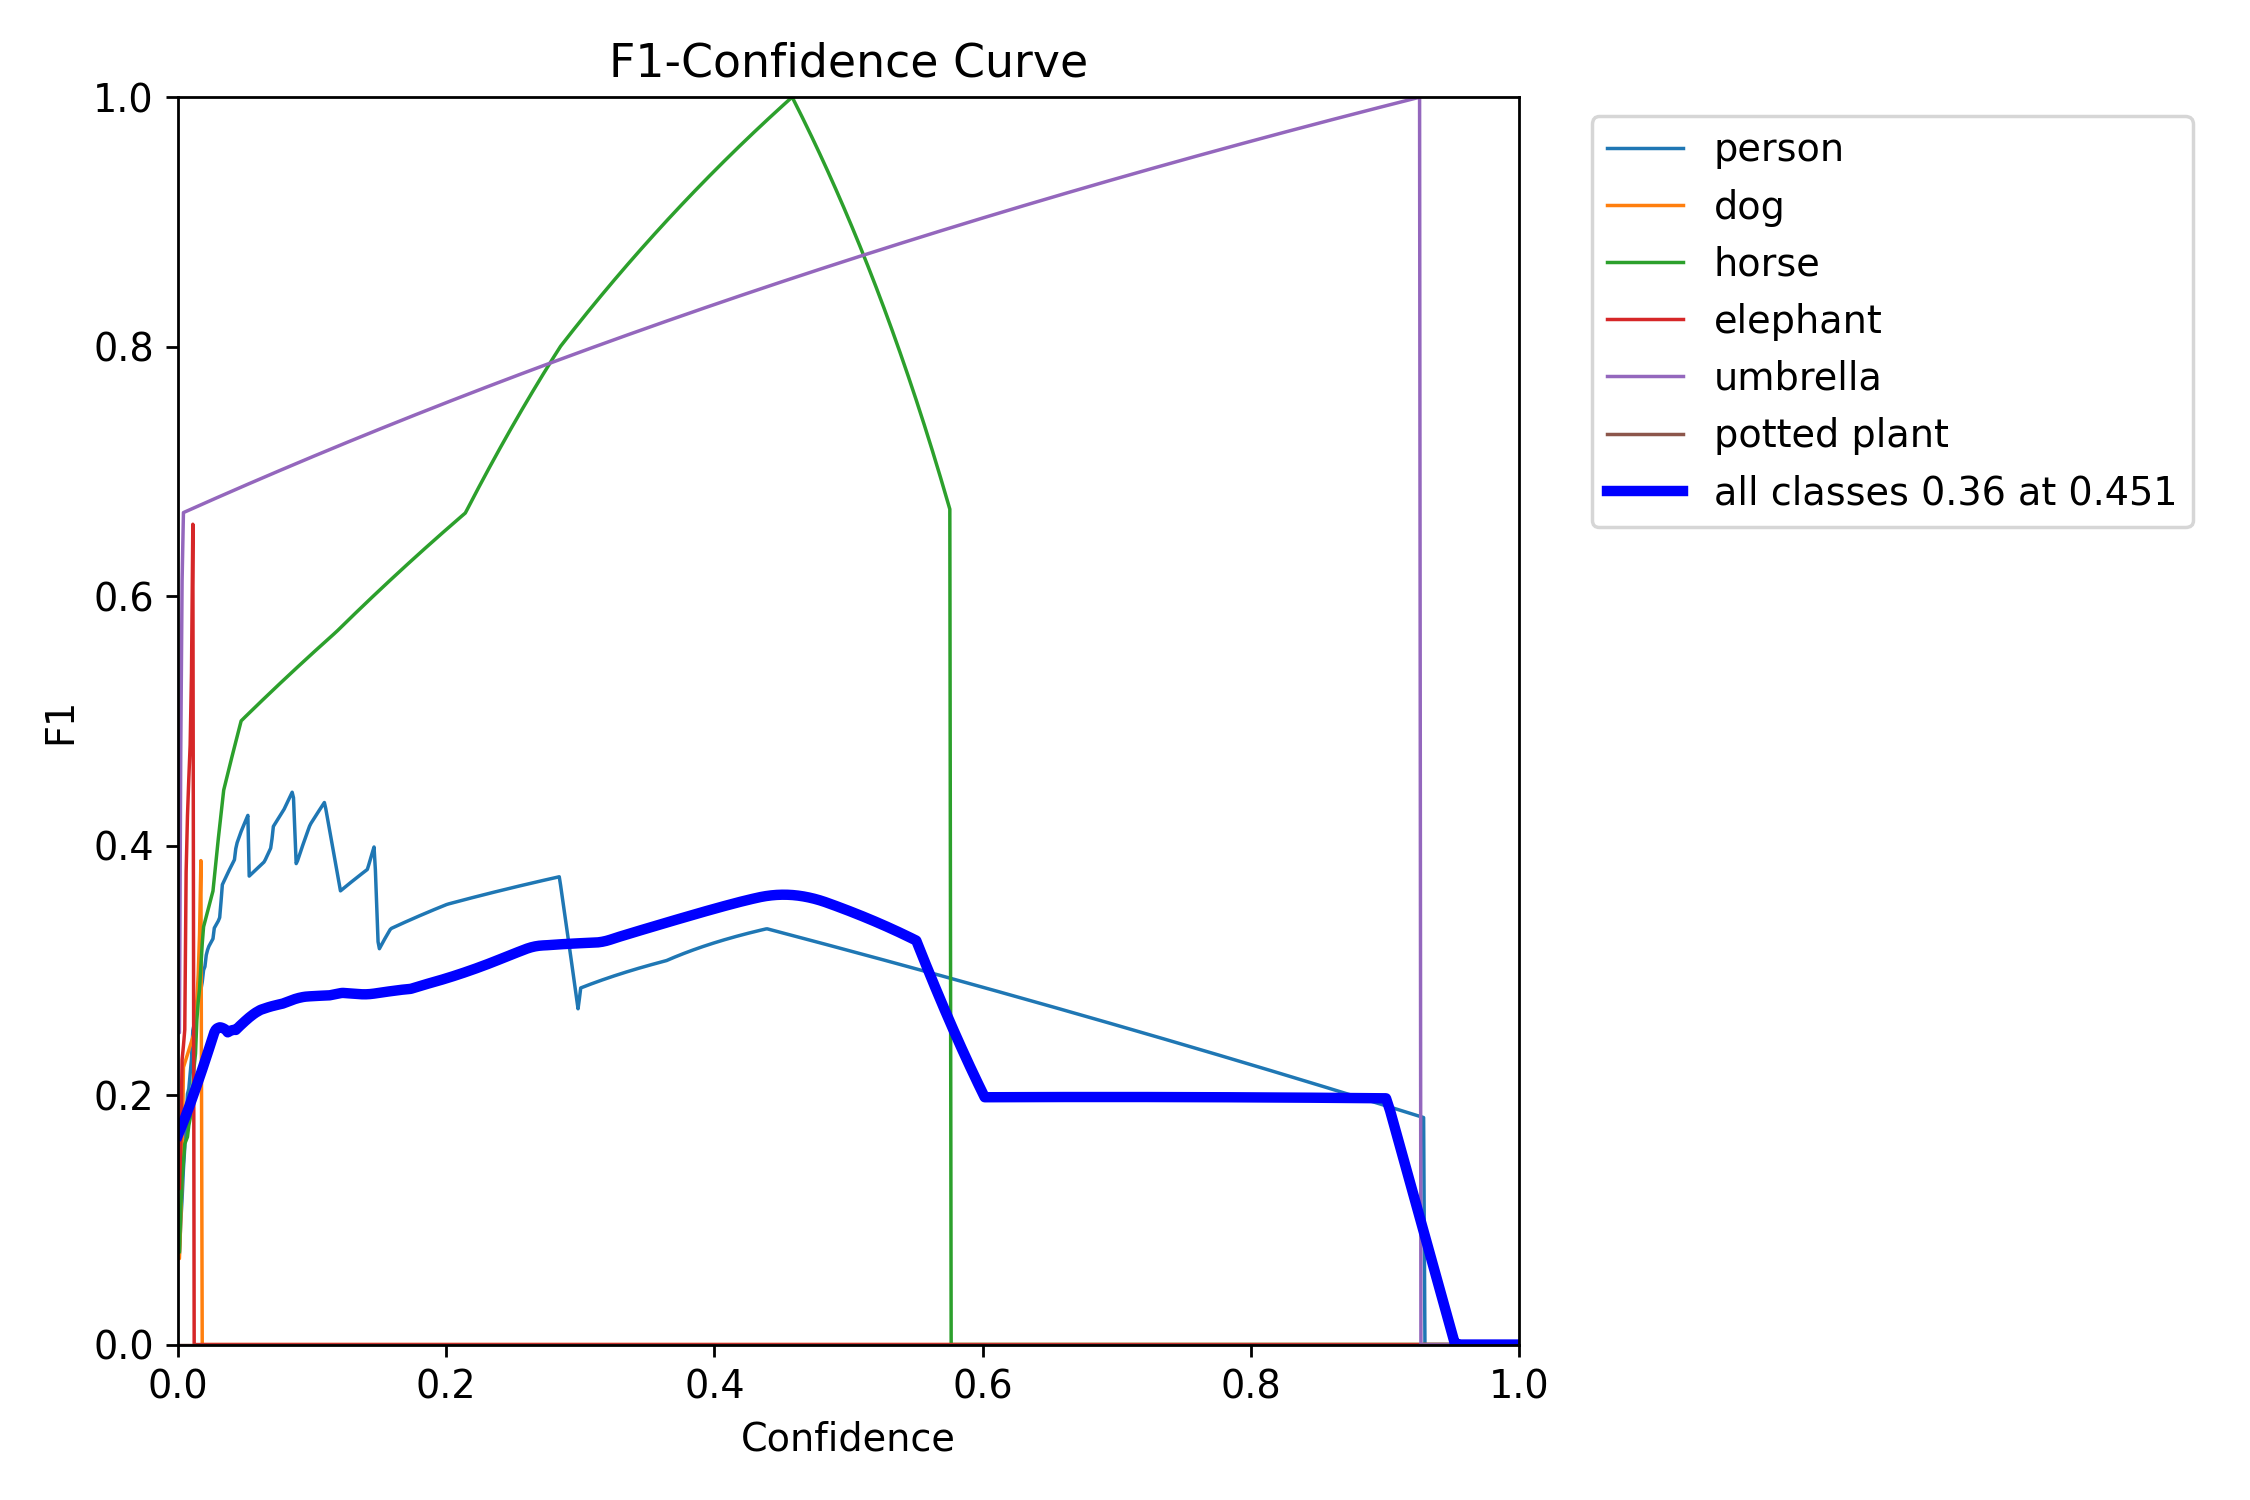 F1-Confidence Curve
1.0
0.8
0.6
0.4
0.2
0.0
F1
0.0 0.2 0.4 0.6 0.8 1.0
Confidence
person
dog
horse
elephant
umbrella
potted plant
all classes 0.36 at 0.451